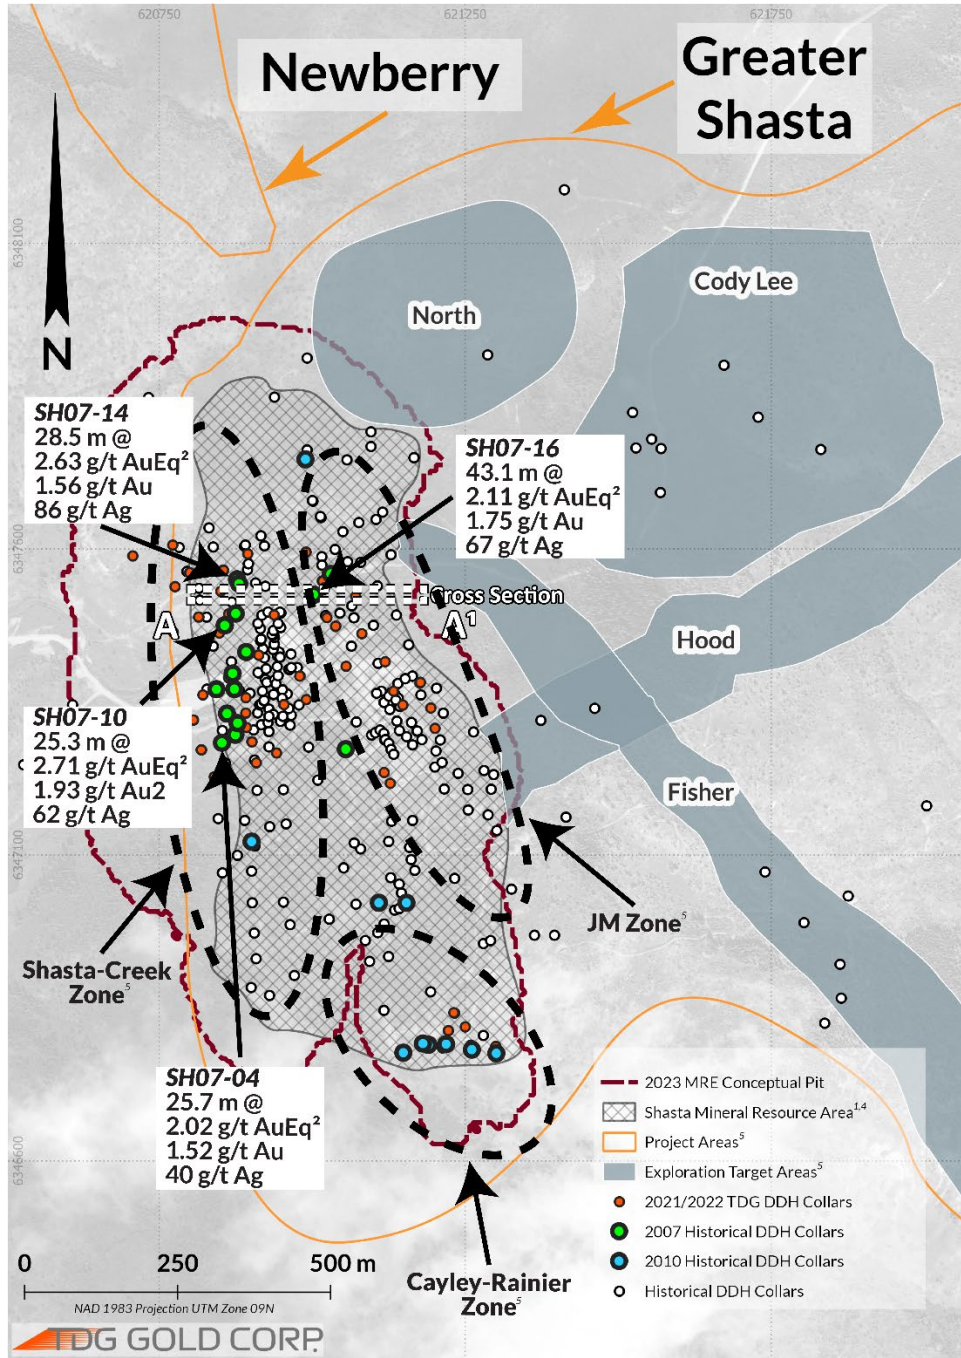 620750
621250
621750
Newberry
Greater
Shasta
6348100
Cody Lee
North
N
SH07-14
28.5 m @
2.63 g/t AuEq²
1.56 g/t Au
86 g/t Ag
SH07-16
43.1 m @
2.11 g/t AuEq²
1.75 g/t Au
67 g/t Ag
6347600
Cross Section
A
A¹
Hood
SH07-10
25.3 m @
2.71 g/t AuEq²
1.93 g/t Au2
62 g/t Ag
Fisher
6347100
JM Zone⁵
Shasta-Creek
Zone⁵
SH07-04
25.7 m @
2.02 g/t AuEq²
1.52 g/t Au
40 g/t Ag
6346600
2023 MRE Conceptual Pit
Shasta Mineral Resource Area¹·⁴
Project Areas⁵
Exploration Target Areas⁵
2021/2022 TDG DDH Collars
2007 Historical DDH Collars
2010 Historical DDH Collars
Historical DDH Collars
0 250 500 m
Cayley-Rainier
Zone⁵
NAD 1983 Projection UTM Zone 09N
TDG GOLD CORP.